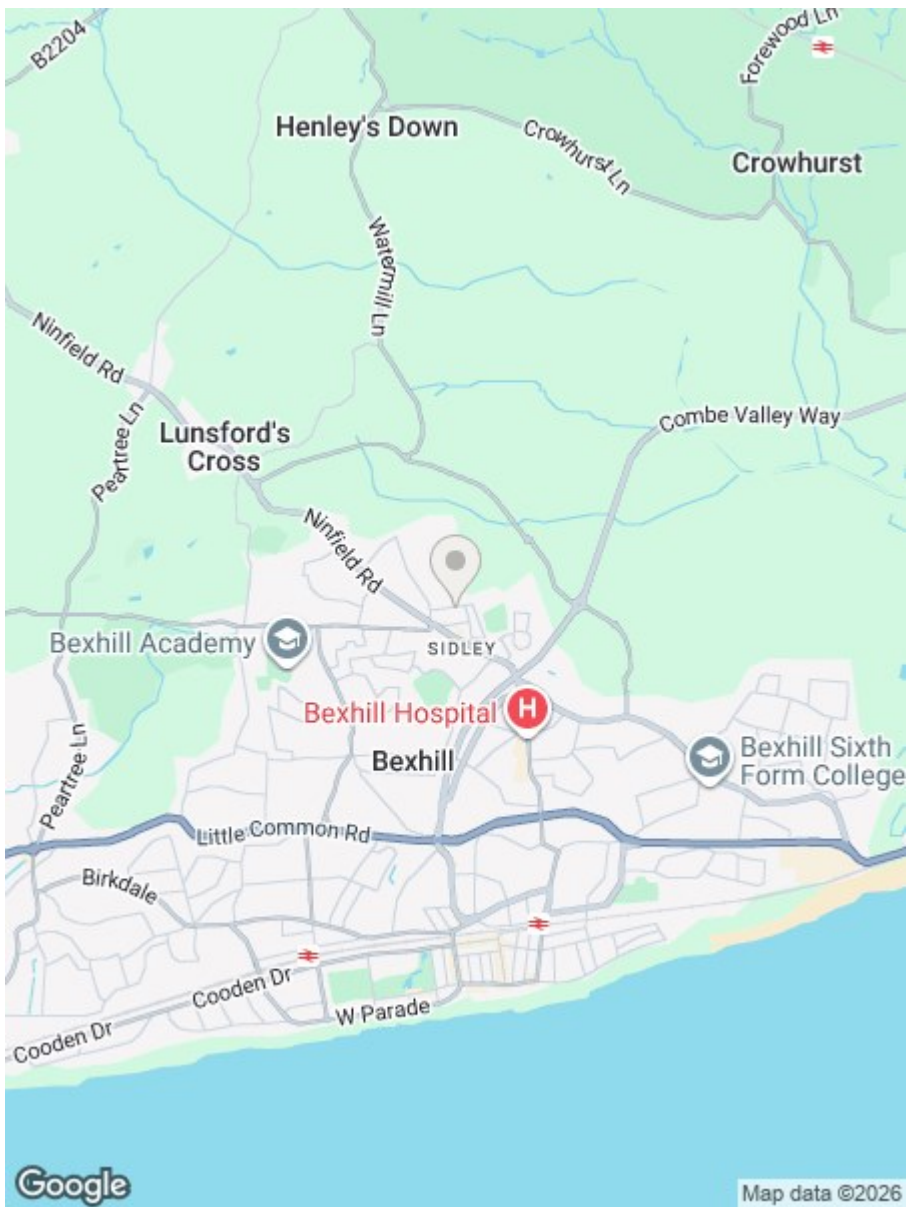 B2204
Forewood Ln
Henley's Down
Crowhurst Ln
Crowhurst
Watermill Ln
Ninfield Rd
Combe Valley Way
Peartree Ln
Lunsford's
Cross
Ninfield Rd
Bexhill Academy
SIDLEY
Bexhill Hospital
H
Bexhill
Bexhill Sixth
Form College
Peartree Ln
Little Common Rd
Birkdale
Cooden Dr
W Parade
Cooden Dr
Google
Map data ©2026